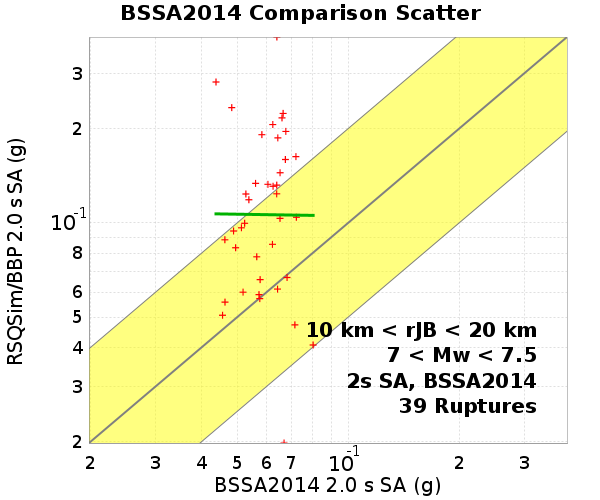 BSSA2014 Comparison Scatter
RSQSim/BBP 2.0 s SA (g)
3
2
10-1
8
6
5
4
3
2
10 km < rJB < 20 km
7 < Mw < 7.5
2s SA, BSSA2014
39 Ruptures
2 3 4 5 6 7 10-1 2 3
BSSA2014 2.0 s SA (g)